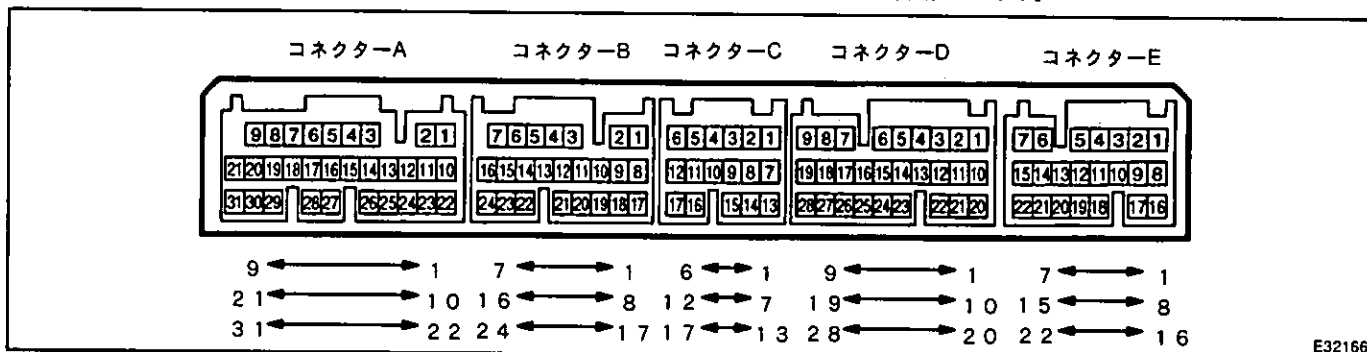 コネクターA コネクターB コネクターC コネクターD コネクターE
9 8 7 6 5 4 3 2 1 7 6 5 4 3 2 1 6 5 4 3 2 1 9 8 7 6 5 4 3 2 1 7 6 5 4 3 2 1
21 20 19 18 17 16 15 14 13 12 11 10 16 15 14 13 12 11 10 9 8 12 11 10 9 8 7 19 18 17 16 15 14 13 12 11 10 15 14 13 12 11 10 9 8
31 30 29 28 27 26 25 24 23 22 24 23 22 21 20 19 18 17 17 16 15 14 13 28 27 26 25 24 23 22 21 20 22 21 20 19 18 17 16
9 ↔ 1 7 ↔ 1 6 ↔ 1 9 ↔ 1 7 ↔ 1
21 ↔ 10 16 ↔ 8 12 ↔ 7 19 ↔ 10 15 ↔ 8
31 ↔ 22 24 ↔ 17 17 ↔ 13 28 ↔ 20 22 ↔ 16
E32166